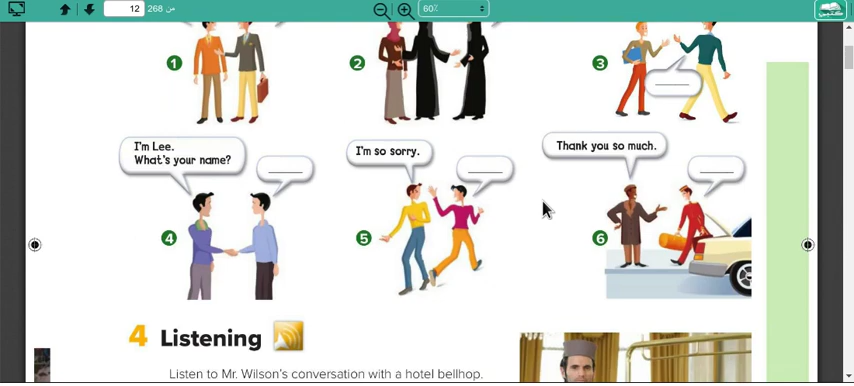 12
من 268
60٪
كتبي
1
2
3
I'm Lee.
What's your name?
I'm so sorry.
Thank you so much.
4
5
6
4 Listening
Listen to Mr. Wilson's conversation with a hotel bellhop.